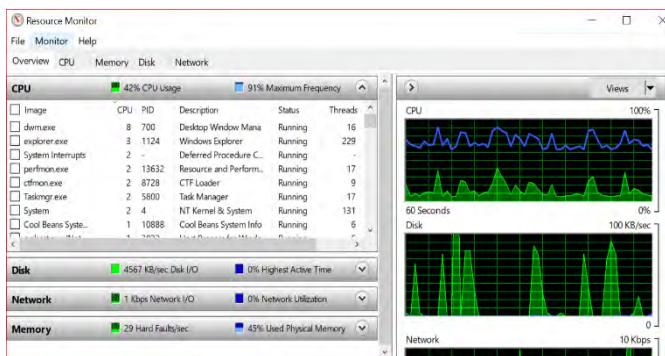 Resource Monitor
File Monitor Help
Overview CPU Memory Disk Network
CPU 42% CPU Usage 91% Maximum Frequency
Image CPU PID Description Status Threads
dwm.exe 8 700 Desktop Window Mana Running 16
explorer.exe 3 1124 Windows Explorer Running 229
System Interrupts 2 - Deferred Procedure C... Running -
perfmon.exe 2 13632 Resource and Perform... Running 17
ctfmon.exe 2 8728 CTF Loader Running 9
Taskmgr.exe 2 5800 Task Manager Running 17
System 2 4 NT Kernel & System Running 131
Cool Beans Syste... 1 10888 Cool Beans System Info Running 6
Disk 4567 KB/sec Disk I/O 0% Highest Active Time
Network 1 Kbps Network I/O 0% Network Utilization
Memory 29 Hard Faults/sec 45% Used Physical Memory
Views
CPU 100%
60 Seconds 0%
Disk 100 KB/sec
0
Network 10 Kbps